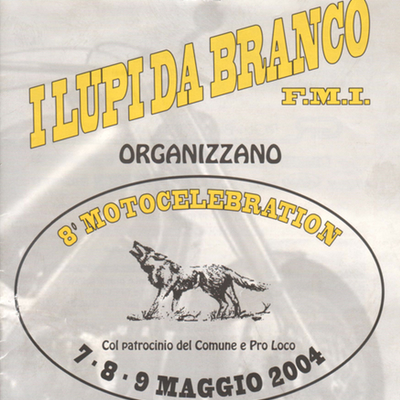 I LUPI DA BRANCO
F.M.I.
ORGANIZZANO
8ª MOTOCELEBRATION
Col patrocinio del Comune e Pro Loco
7 - 8 - 9 MAGGIO 2004